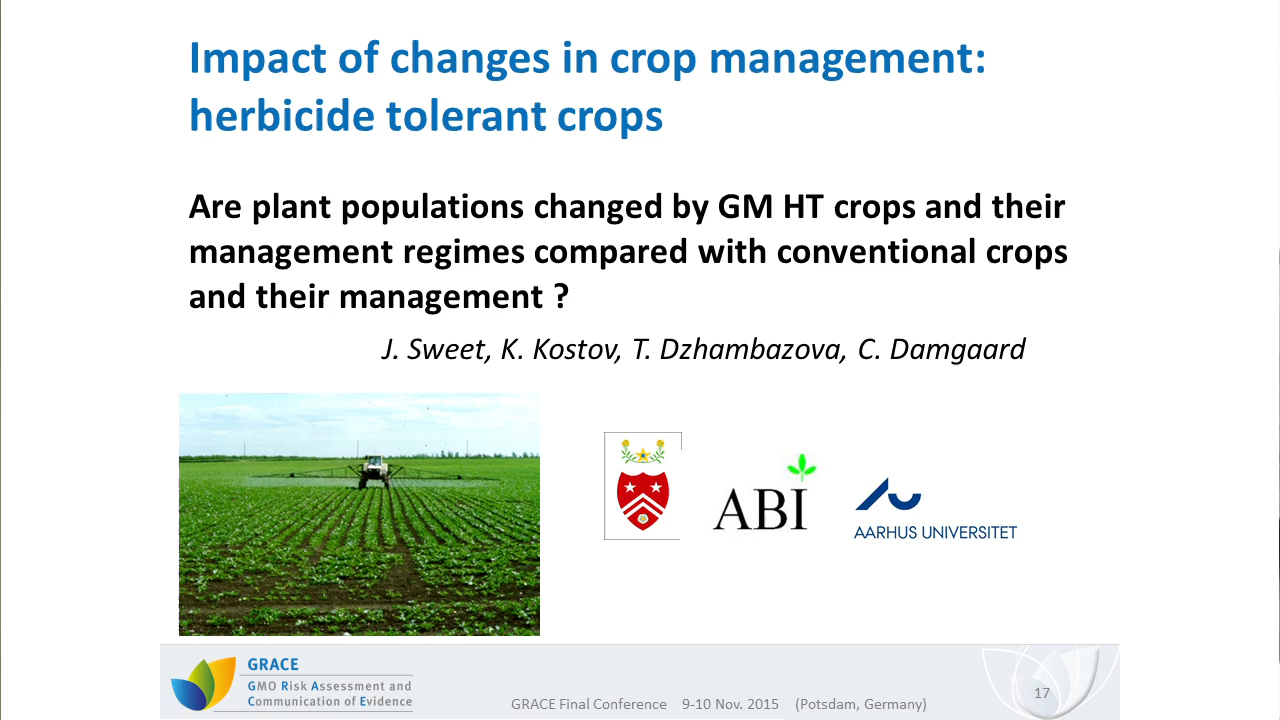 Impact of changes in crop management:
herbicide tolerant crops
Are plant populations changed by GM HT crops and their
management regimes compared with conventional crops
and their management ?
J. Sweet, K. Kostov, T. Dzhambazova, C. Damgaard
ABI
AARHUS UNIVERSITET
GRACE
GMO Risk Assessment and
Communication of Evidence
GRACE Final Conference 9-10 Nov. 2015 (Potsdam, Germany)
17